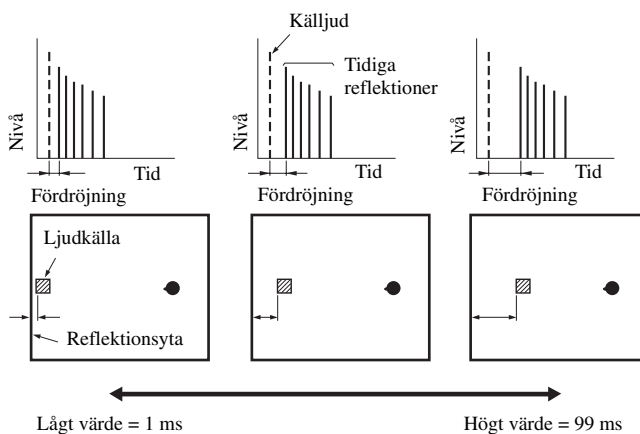 Källjud
Tidiga
reflektioner
Nivå
Nivå
Nivå
Tid
Tid
Tid
Fördröjning
Fördröjning
Fördröjning
Ljudkälla
Reflektionsyta
Lågt värde = 1 ms
Högt värde = 99 ms